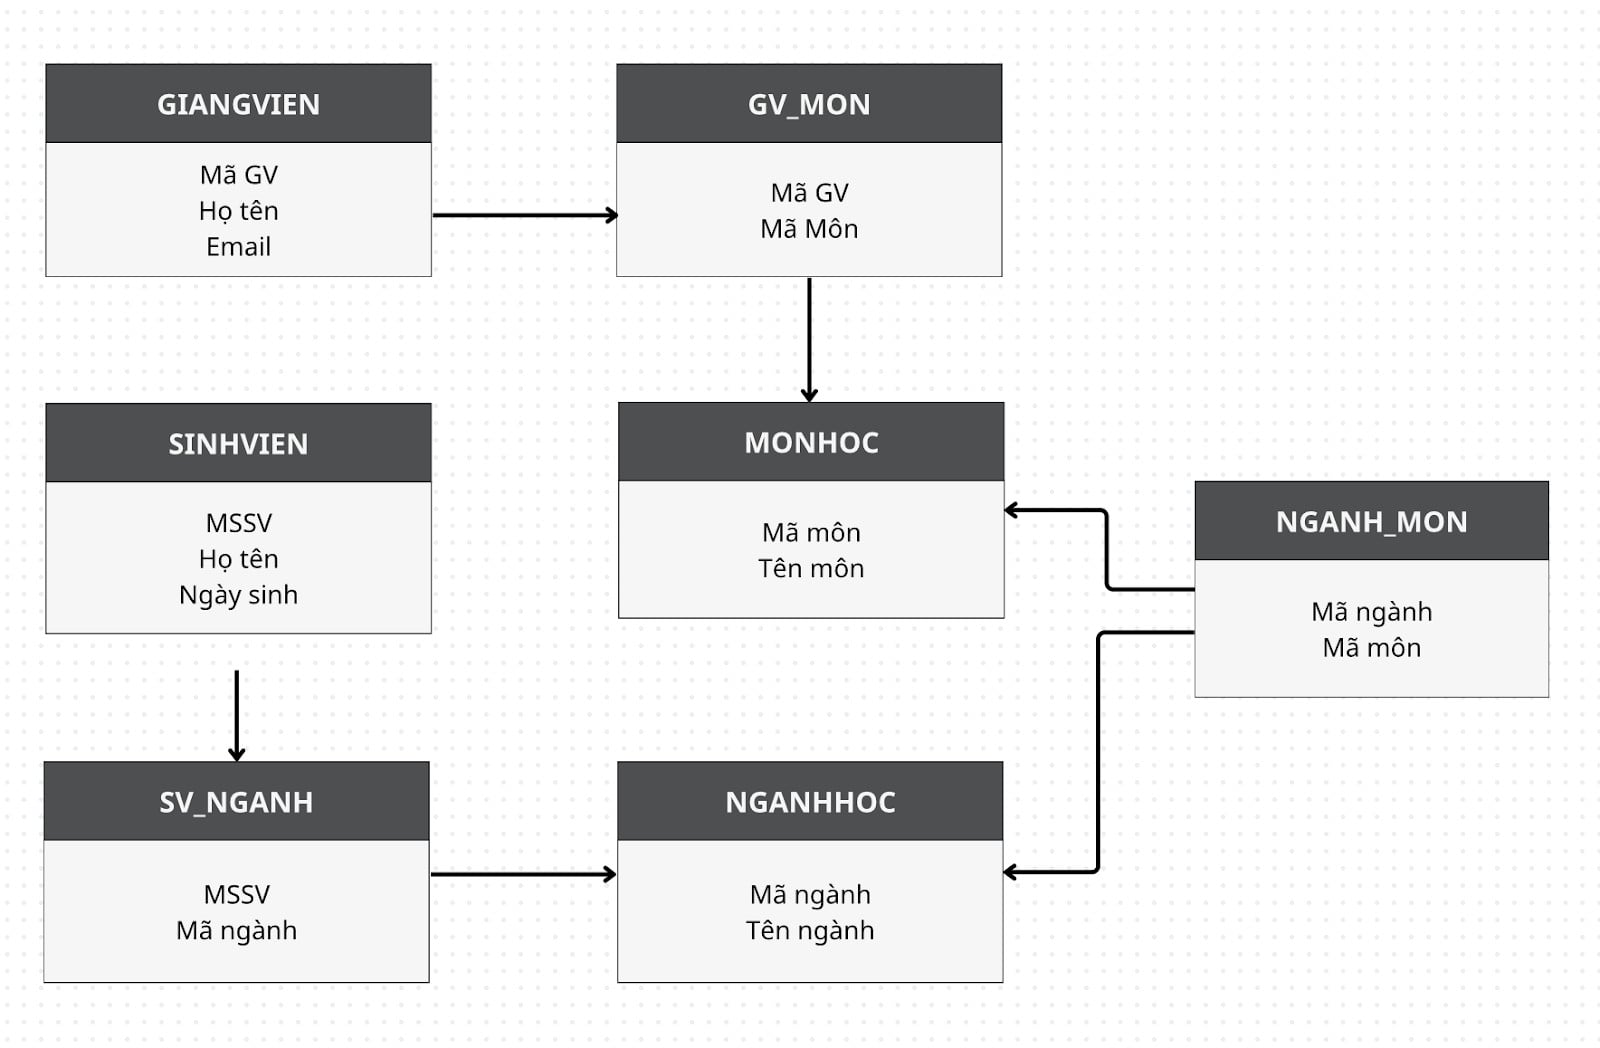 GIANGVIEN
Mã GV
Họ tên
Email
GV_MON
Mã GV
Mã Môn
SINHVIEN
MSSV
Họ tên
Ngày sinh
MONHOC
Mã môn
Tên môn
NGANH_MON
Mã ngành
Mã môn
SV_NGANH
MSSV
Mã ngành
NGANHHOC
Mã ngành
Tên ngành